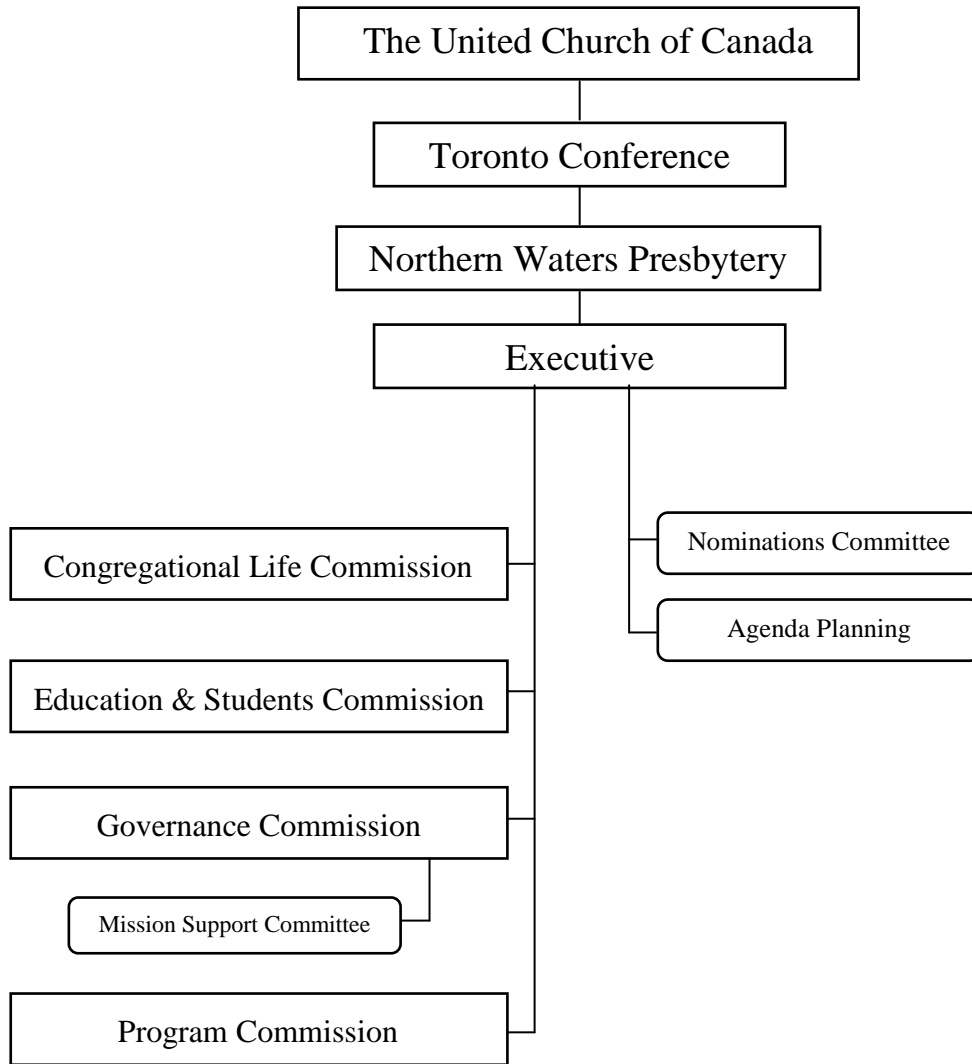 The United Church of Canada
Toronto Conference
Northern Waters Presbytery
Executive
Nominations Committee
Congregational Life Commission
Agenda Planning
Education & Students Commission
Governance Commission
Mission Support Committee
Program Commission